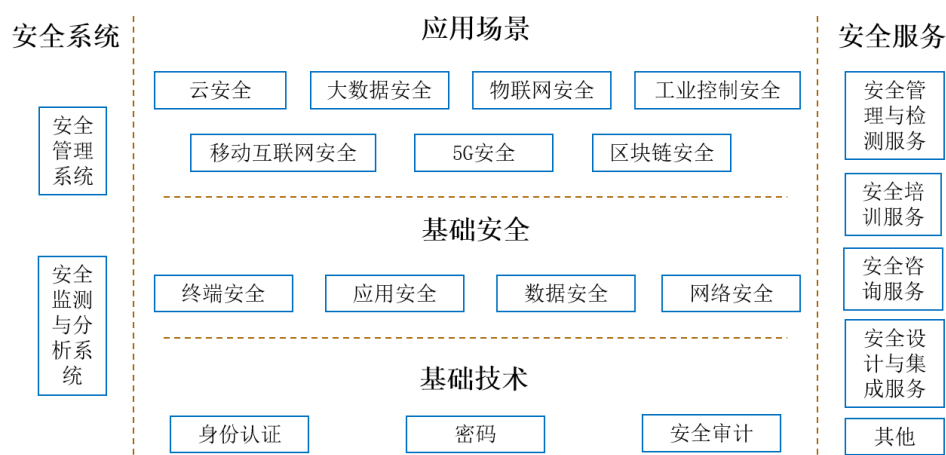 安全系统
安全
管理
系统
安全
监测
与分
析系
统
应用场景
云安全
大数据安全
物联网安全
工业控制安全
移动互联网安全
5G安全
区块链安全
基础安全
终端安全
应用安全
数据安全
网络安全
基础技术
身份认证
密码
安全审计
安全服务
安全管
理与检
测服务
安全培
训服务
安全咨
询服务
安全设
计与集
成服务
其他